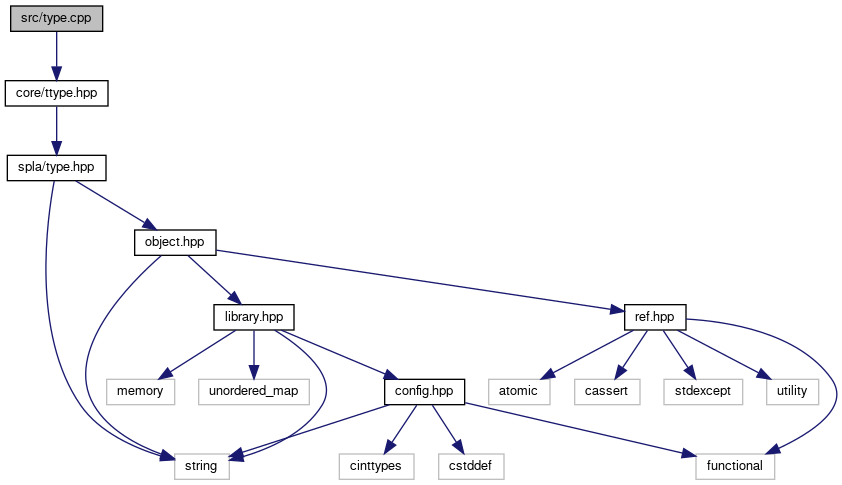 src/type.cpp
core/ttype.hpp
spla/type.hpp
object.hpp
library.hpp
ref.hpp
memory
unordered_map
config.hpp
atomic
cassert
stdexcept
utility
string
cinttypes
cstddef
functional